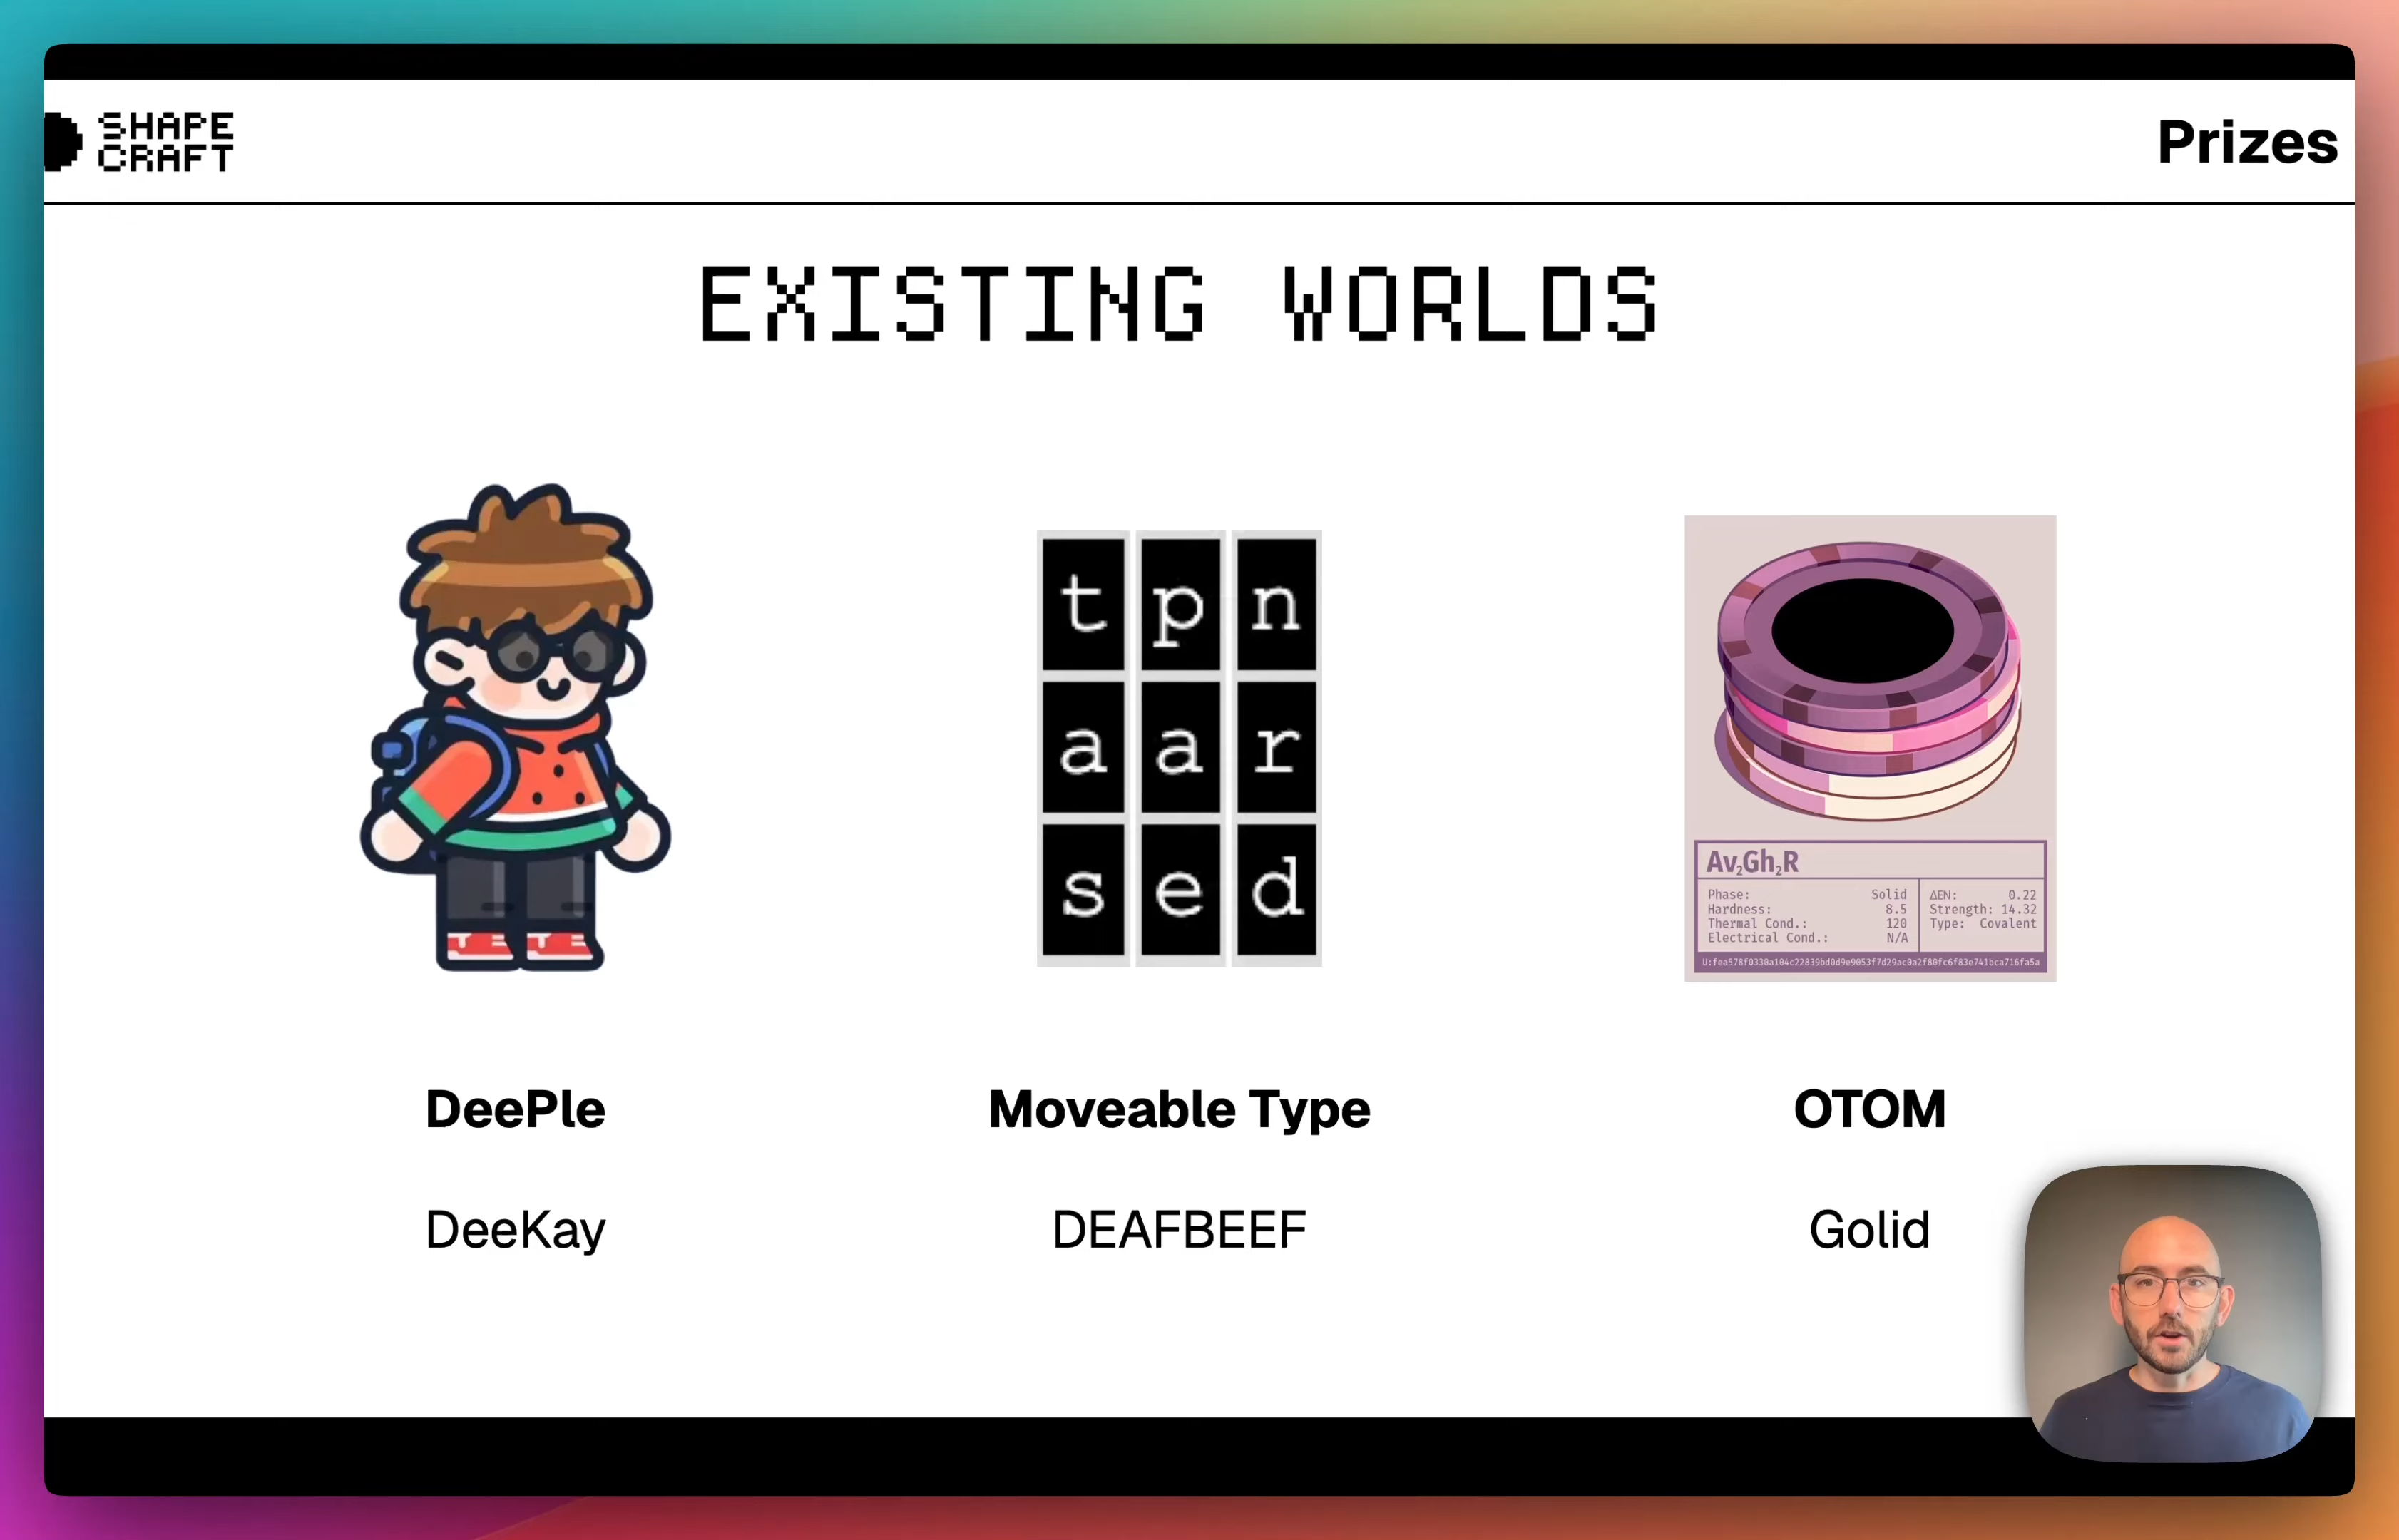 SHAPE
CRAFT
Prizes
EXISTING WORLDS
t p n
a a r
s e d
Av₂Gh₂R
Phase: Solid
Hardness: 8.5
Thermal Cond.: 120
Electrical Cond.: N/A
ΔEN: 0.22
Strength: 14.32
Type: Covalent
DeePle
Moveable Type
OTOM
DeeKay
DEAFBEEF
Golid